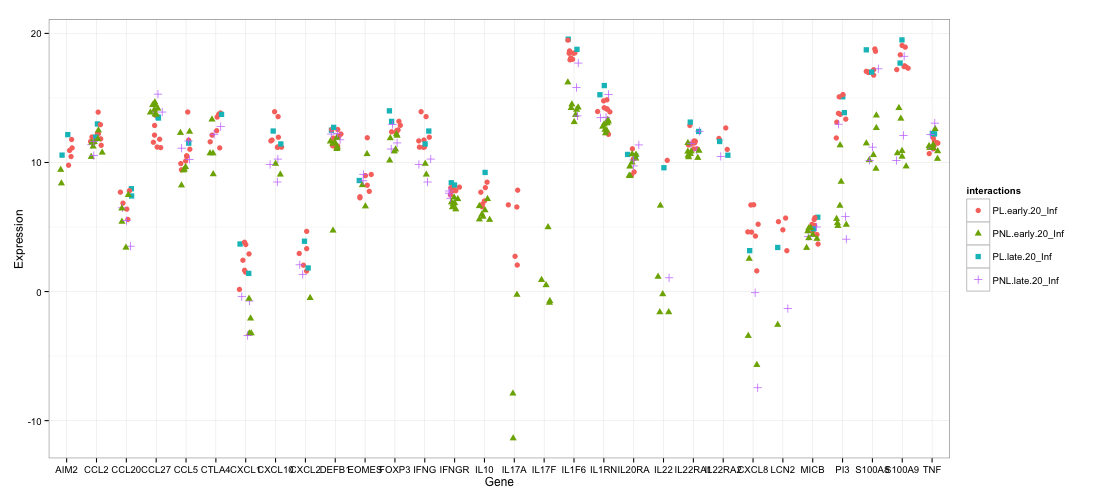 20
10
0
-10
Expression
AIM2 CCL2 CCL20 CCL27 CCL5 CTLA4 CXCL1 CXCL10 CXCL2 DEFB1 EOMES FOXP3 IFNG IFNGR IL10 IL17A IL17F IL1F6 IL1RN IL20RA IL22 IL22RA1 IL22RA2 CXCL8 LCN2 MICB PI3 S100A8 S100A9 TNF
Gene
interactions
PL.early.20_Inf
PNL.early.20_Inf
PL.late.20_Inf
PNL.late.20_Inf